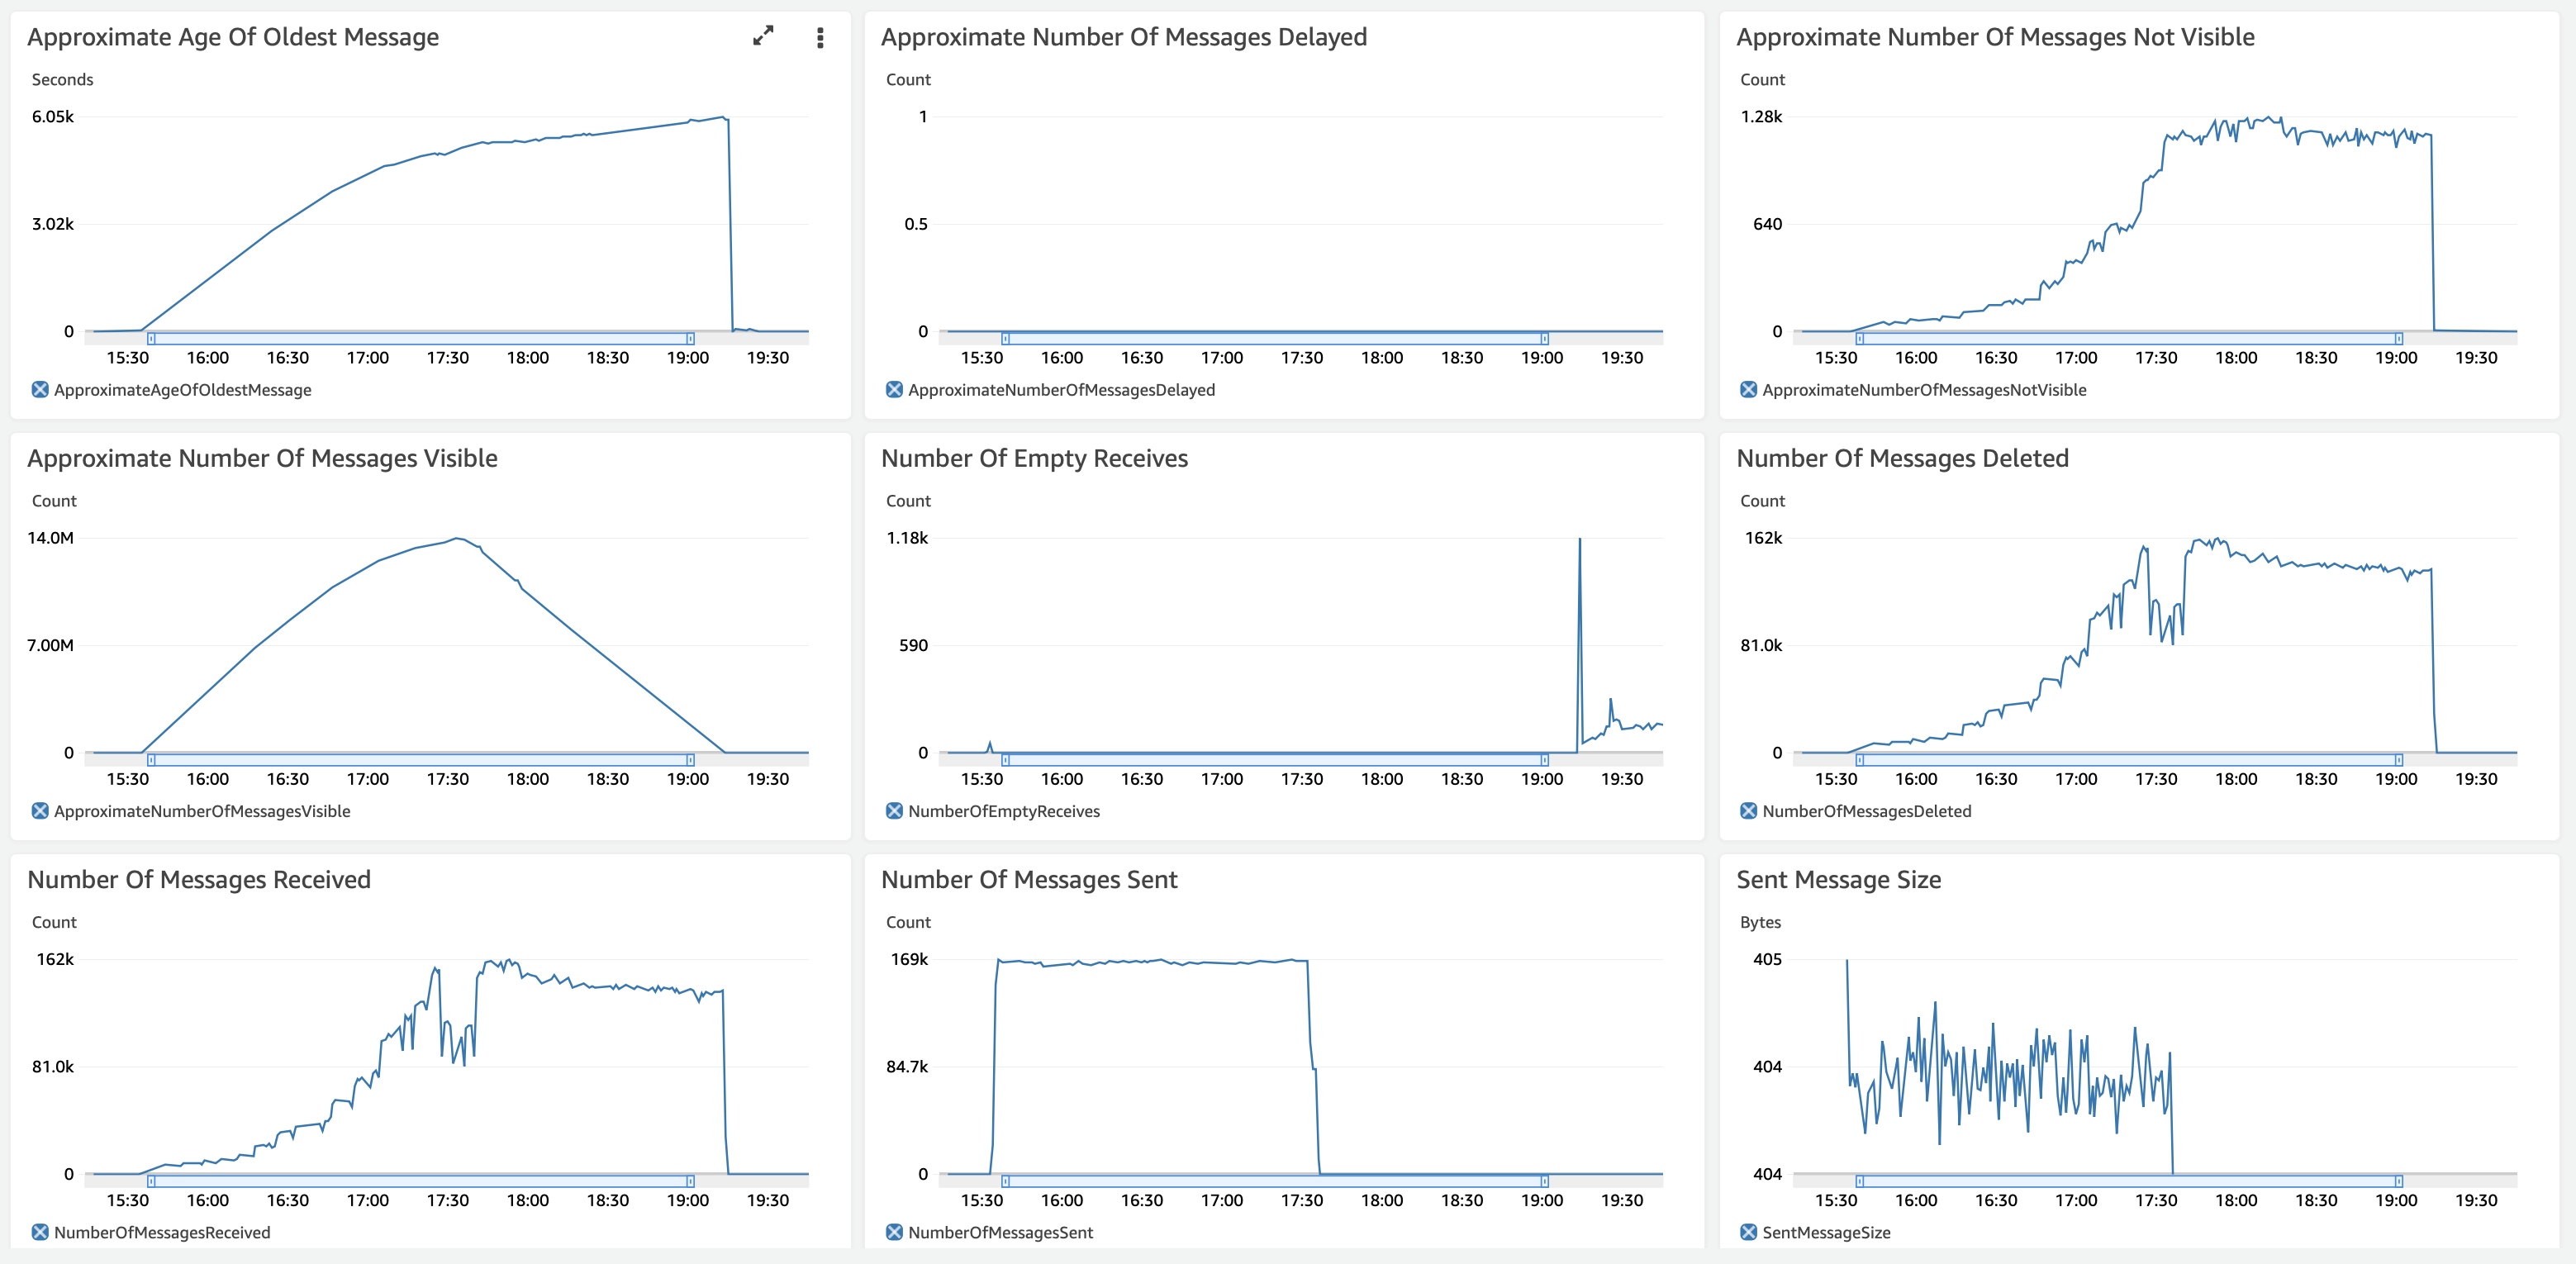 Approximate Age Of Oldest Message
Seconds
6.05k
3.02k
0
15:30 16:00 16:30 17:00 17:30 18:00 18:30 19:00 19:30
ApproximateAgeOfOldestMessage
Approximate Number Of Messages Delayed
Count
1
0.5
0
15:30 16:00 16:30 17:00 17:30 18:00 18:30 19:00 19:30
ApproximateNumberOfMessagesDelayed
Approximate Number Of Messages Not Visible
Count
1.28k
640
0
15:30 16:00 16:30 17:00 17:30 18:00 18:30 19:00 19:30
ApproximateNumberOfMessagesNotVisible
Approximate Number Of Messages Visible
Count
14.0M
7.00M
0
15:30 16:00 16:30 17:00 17:30 18:00 18:30 19:00 19:30
ApproximateNumberOfMessagesVisible
Number Of Empty Receives
Count
1.18k
590
0
15:30 16:00 16:30 17:00 17:30 18:00 18:30 19:00 19:30
NumberOfEmptyReceives
Number Of Messages Deleted
Count
162k
81.0k
0
15:30 16:00 16:30 17:00 17:30 18:00 18:30 19:00 19:30
NumberOfMessagesDeleted
Number Of Messages Received
Count
162k
81.0k
0
15:30 16:00 16:30 17:00 17:30 18:00 18:30 19:00 19:30
NumberOfMessagesReceived
Number Of Messages Sent
Count
169k
84.7k
0
15:30 16:00 16:30 17:00 17:30 18:00 18:30 19:00 19:30
NumberOfMessagesSent
Sent Message Size
Bytes
405
404
404
15:30 16:00 16:30 17:00 17:30 18:00 18:30 19:00 19:30
SentMessageSize